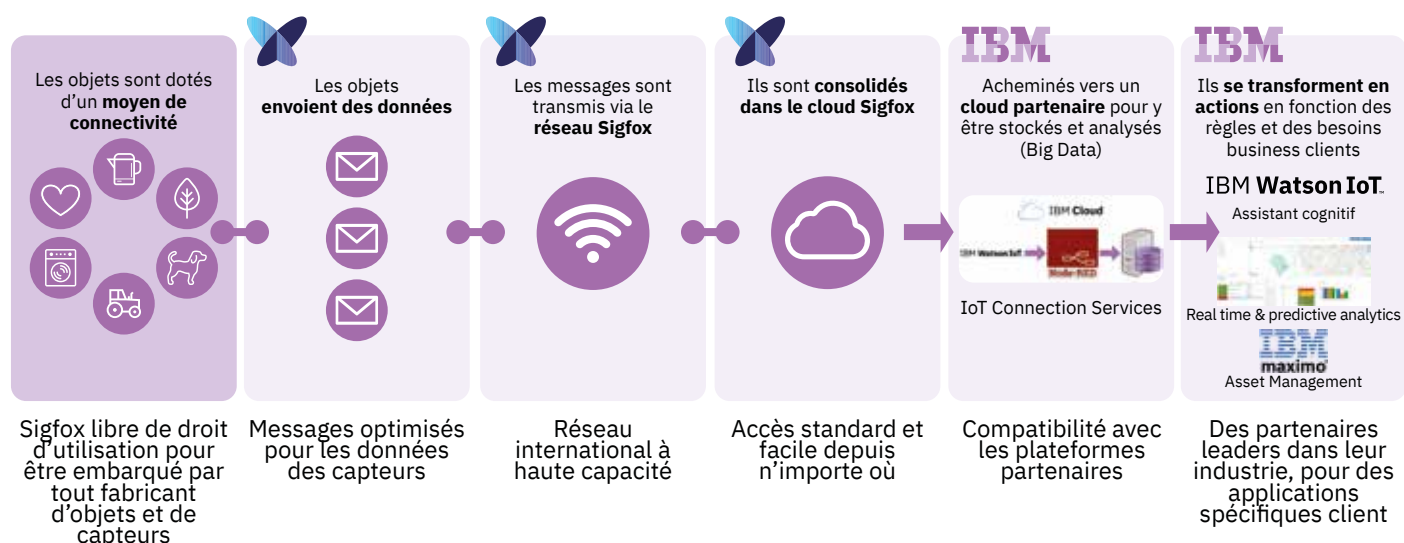 Les objets sont dotés
d'un moyen de
connectivité
Les objets
envoient des données
Les messages sont
transmis via le
réseau Sigfox
Ils sont consolidés
dans le cloud Sigfox
IBM
Acheminés vers un
cloud partenaire pour y
être stockés et analysés
(Big Data)
IBM Cloud
IBM Watson IoT
Node-RED
IoT Connection Services
IBM
Ils se transforment en
actions en fonction des
règles et des besoins
business clients
IBM Watson IoT™
Assistant cognitif
Real time & predictive analytics
IBM
maximo
Asset Management
Sigfox libre de droit
d'utilisation pour
être embarqué par
tout fabricant
d'objets et de
capteurs
Messages optimisés
pour les données
des capteurs
Réseau
international à
haute capacité
Accès standard et
facile depuis
n'importe où
Compatibilité avec
les plateformes
partenaires
Des partenaires
leaders dans leur
industrie, pour des
applications
spécifiques client